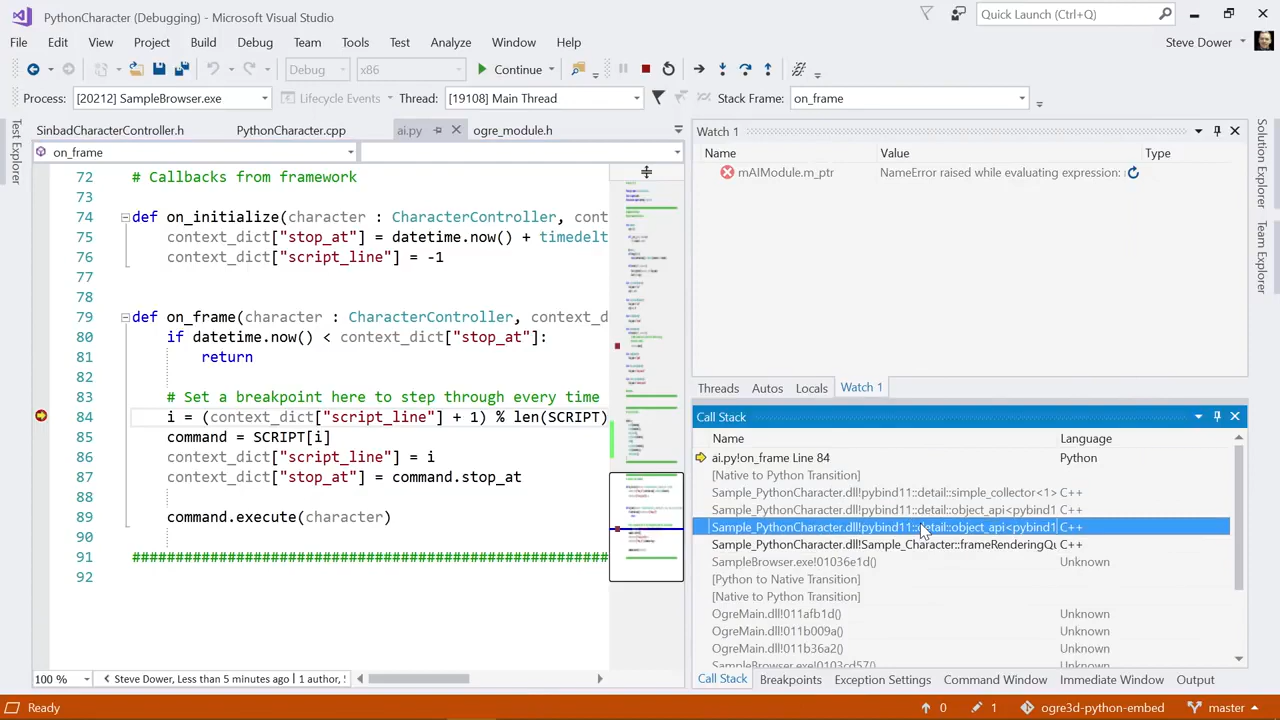 PythonCharacter (Debugging) - Microsoft Visual Studio
Quick Launch (Ctrl+Q)
File Edit View Project Build Debug Team Tools Test Analyze Window Help
Steve Dower
Debug x86 Continue
Process: [20212] SampleBrowser.exe Lifecycle Events Thread: [19108] Main Thread Stack Frame: on_frame
Test Explorer
SinbadCharacterController.h PythonCharacter.cpp ai.py ogre_module.h
on_frame
72 # Callbacks from framework
73
74 def on_initialize(character : CharacterController, cont
75 context_dict["stop_at"] = datetime.now() + timedelt
76 context_dict["script_line"] = -1
77
78
79 def on_frame(character : CharacterController, context_d
80 if datetime.now() < context_dict["stop_at"]:
81 return
82
83 # Set a breakpoint here to step through every time
84 i = (context_dict["script_line"] + 1) % len(SCRIPT)
85 command = SCRIPT[i]
86 context_dict["script_line"] = i
87 context_dict["stop_at"] = command.stop_at
88
89 command.execute(character)
90
91 ################################################
92
100 % Steve Dower, Less than 5 minutes ago | 1 author,
Watch 1
Name Value Type
mAIModule.m_ptr NameError raised while evaluating expression:
Threads Autos Locals Watch 1
Call Stack
Name Language
ai.py!on_frame Line 84 Python
[Native to Python Transition]
Sample_PythonCharacter.dll!pybind11::detail::simple_collector<1 C++
Sample_PythonCharacter.dll!pybind11::detail::object_api<pybind1 C++
Sample_PythonCharacter.dll!pybind11::detail::object_api<pybind1 C++
Sample_PythonCharacter.dll!Sample_Character::frameRenderingQu C++
SampleBrowser.exe!01036e1d() Unknown
[Python to Native Transition]
[Native to Python Transition]
OgreMain.dll!011afb1d() Unknown
OgreMain.dll!011b009a() Unknown
OgreMain.dll!011b36a2() Unknown
SampleBrowser.exe!0103cd57() Unknown
Call Stack Breakpoints Exception Settings Command Window Immediate Window Output
Solution Explorer
Team Explorer
Ready 0 1 ogre3d-python-embed master